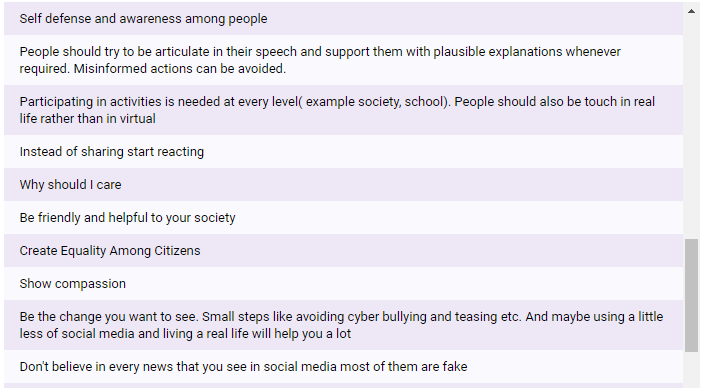 Self defense and awareness among people
People should try to be articulate in their speech and support them with plausible explanations whenever
required. Misinformed actions can be avoided.
Participating in activities is needed at every level( example society, school). People should also be touch in real
life rather than in virtual
Instead of sharing start reacting
Why should I care
Be friendly and helpful to your society
Create Equality Among Citizens
Show compassion
Be the change you want to see. Small steps like avoiding cyber bullying and teasing etc. And maybe using a little
less of social media and living a real life will help you a lot
Don't believe in every news that you see in social media most of them are fake